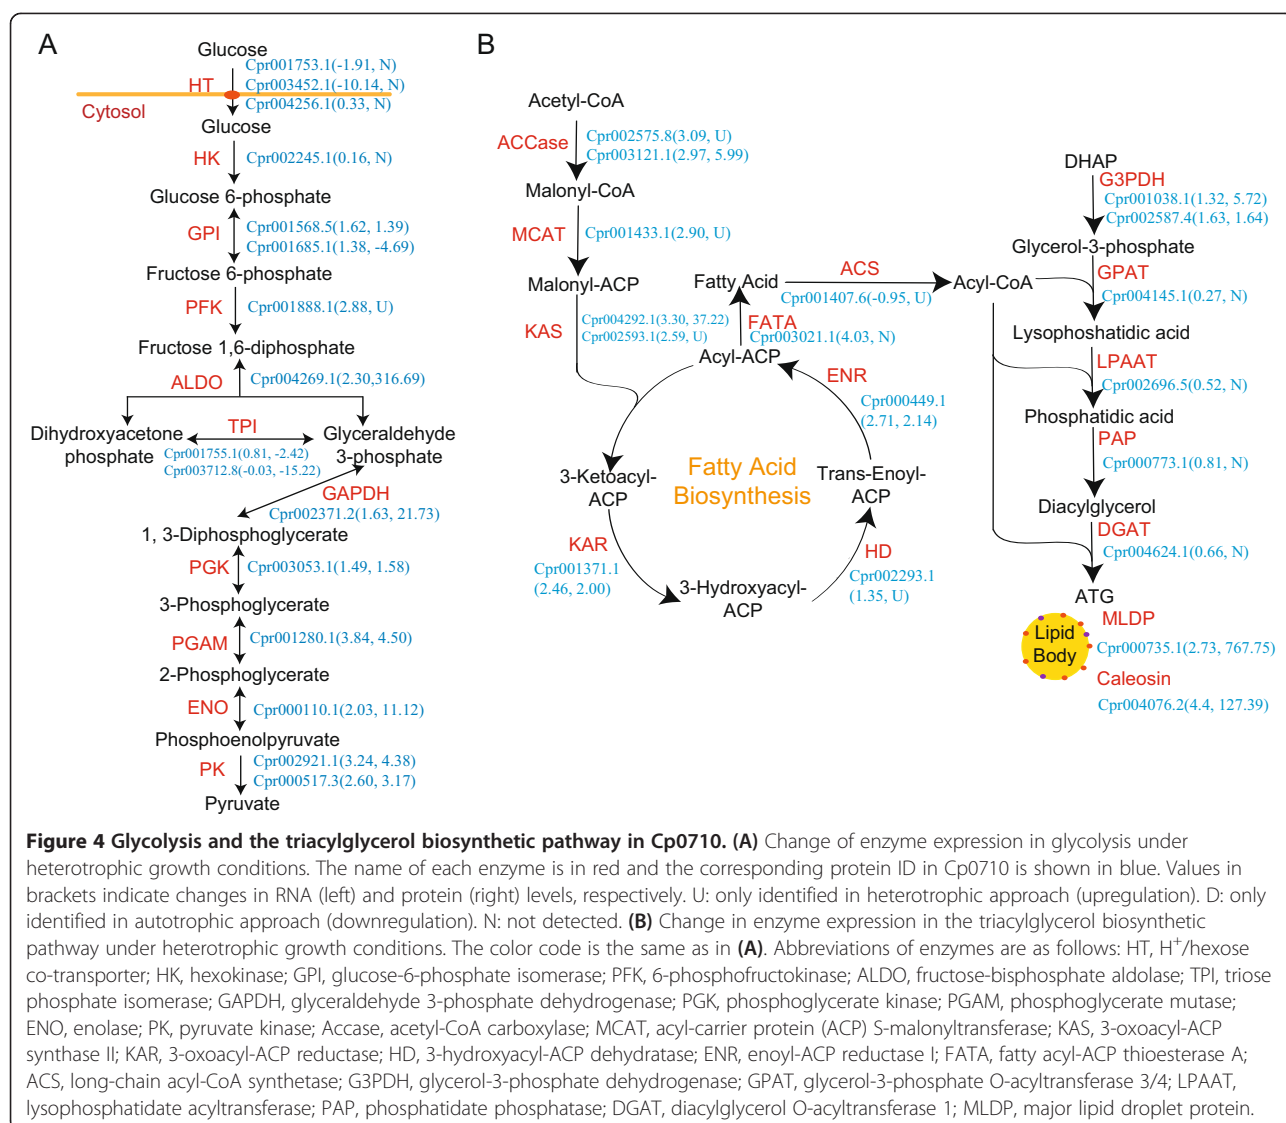 A
Glucose
Cpr001753.1(-1.91, N)
HT
Cpr003452.1(-10.14, N)
Cpr004256.1(0.33, N)
Cytosol
Glucose
HK
Cpr002245.1(0.16, N)
Glucose 6-phosphate
GPI
Cpr001568.5(1.62, 1.39)
Cpr001685.1(1.38, -4.69)
Fructose 6-phosphate
PFK
Cpr001888.1(2.88, U)
Fructose 1,6-diphosphate
ALDO
Cpr004269.1(2.30,316.69)
Dihydroxyacetone
phosphate
TPI
Cpr001755.1(0.81, -2.42)
Cpr003712.8(-0.03, -15.22)
Glyceraldehyde
3-phosphate
GAPDH
Cpr002371.2(1.63, 21.73)
1, 3-Diphosphoglycerate
PGK
Cpr003053.1(1.49, 1.58)
3-Phosphoglycerate
PGAM
Cpr001280.1(3.84, 4.50)
2-Phosphoglycerate
ENO
Cpr000110.1(2.03, 11.12)
Phosphoenolpyruvate
PK
Cpr002921.1(3.24, 4.38)
Cpr000517.3(2.60, 3.17)
Pyruvate
B
Acetyl-CoA
ACCase
Cpr002575.8(3.09, U)
Cpr003121.1(2.97, 5.99)
Malonyl-CoA
MCAT
Cpr001433.1(2.90, U)
Malonyl-ACP
KAS
Cpr004292.1(3.30, 37.22)
Cpr002593.1(2.59, U)
Fatty Acid
ACS
Cpr001407.6(-0.95, U)
Acyl-CoA
FATA
Cpr003021.1(4.03, N)
Acyl-ACP
ENR
Cpr000449.1
(2.71, 2.14)
3-Ketoacyl-
ACP
Fatty Acid
Biosynthesis
Trans-Enoyl-
ACP
KAR
Cpr001371.1
(2.46, 2.00)
HD
Cpr002293.1
(1.35, U)
3-Hydroxyacyl-
ACP
DHAP
G3PDH
Cpr001038.1(1.32, 5.72)
Cpr002587.4(1.63, 1.64)
Glycerol-3-phosphate
GPAT
Cpr004145.1(0.27, N)
Lysophoshatidic acid
LPAAT
Cpr002696.5(0.52, N)
Phosphatidic acid
PAP
Cpr000773.1(0.81, N)
Diacylglycerol
DGAT
Cpr004624.1(0.66, N)
ATG
MLDP
Lipid
Body
Cpr000735.1(2.73, 767.75)
Caleosin
Cpr004076.2(4.4, 127.39)
Figure 4 Glycolysis and the triacylglycerol biosynthetic pathway in Cp0710. (A) Change of enzyme expression in glycolysis under
heterotrophic growth conditions. The name of each enzyme is in red and the corresponding protein ID in Cp0710 is shown in blue. Values in
brackets indicate changes in RNA (left) and protein (right) levels, respectively. U: only identified in heterotrophic approach (upregulation). D: only
identified in autotrophic approach (downregulation). N: not detected. (B) Change in enzyme expression in the triacylglycerol biosynthetic
pathway under heterotrophic growth conditions. The color code is the same as in (A). Abbreviations of enzymes are as follows: HT, H+/hexose
co-transporter; HK, hexokinase; GPI, glucose-6-phosphate isomerase; PFK, 6-phosphofructokinase; ALDO, fructose-bisphosphate aldolase; TPI, triose
phosphate isomerase; GAPDH, glyceraldehyde 3-phosphate dehydrogenase; PGK, phosphoglycerate kinase; PGAM, phosphoglycerate mutase;
ENO, enolase; PK, pyruvate kinase; Accase, acetyl-CoA carboxylase; MCAT, acyl-carrier protein (ACP) S-malonyltransferase; KAS, 3-oxoacyl-ACP
synthase II; KAR, 3-oxoacyl-ACP reductase; HD, 3-hydroxyacyl-ACP dehydratase; ENR, enoyl-ACP reductase I; FATA, fatty acyl-ACP thioesterase A;
ACS, long-chain acyl-CoA synthetase; G3PDH, glycerol-3-phosphate dehydrogenase; GPAT, glycerol-3-phosphate O-acyltransferase 3/4; LPAAT,
lysophosphatidate acyltransferase; PAP, phosphatidate phosphatase; DGAT, diacylglycerol O-acyltransferase 1; MLDP, major lipid droplet protein.